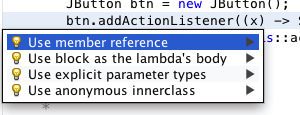 JButton btn = new JButton();
btn.addActionListener((x) ->
Use member reference
Use block as the lambda's body
Use explicit parameter types
Use anonymous innerclass
*